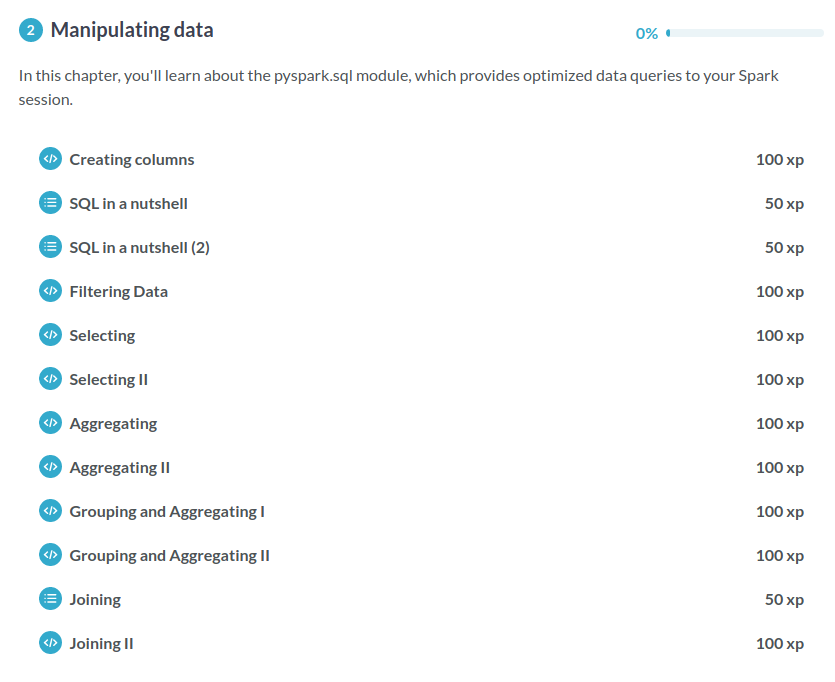 2 Manipulating data 0%
In this chapter, you'll learn about the pyspark.sql module, which provides optimized data queries to your Spark
session.
</> Creating columns 100 xp
SQL in a nutshell 50 xp
SQL in a nutshell (2) 50 xp
</> Filtering Data 100 xp
</> Selecting 100 xp
</> Selecting II 100 xp
</> Aggregating 100 xp
</> Aggregating II 100 xp
</> Grouping and Aggregating I 100 xp
</> Grouping and Aggregating II 100 xp
Joining 50 xp
</> Joining II 100 xp